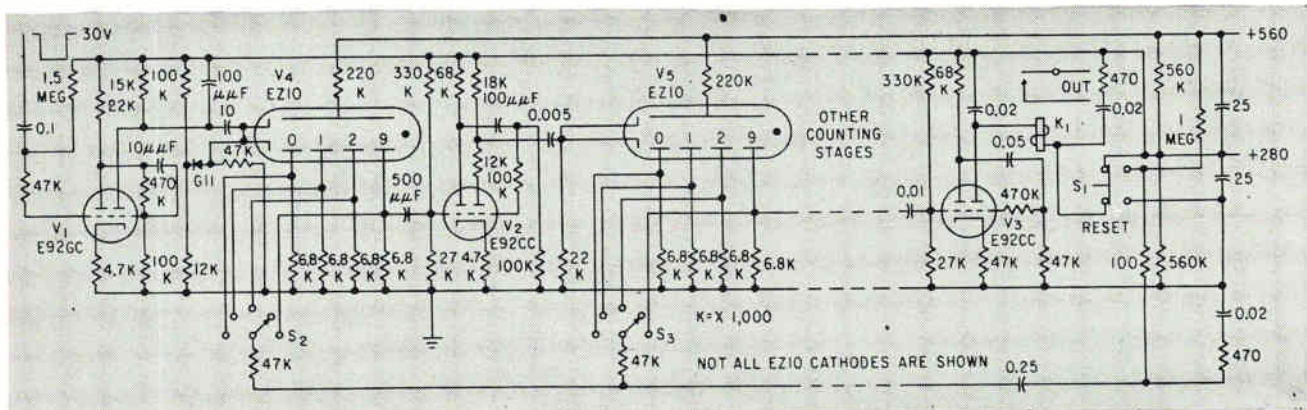 30V
+560
1.5
MEG
15K
100
K
100
μμF
22K
10
V4
EZ10
220
K
330
K
68
K
18K
100μμF
V5
EZ10
220K
OTHER
COUNTING
STAGES
330K
68
K
0.02
OUT
470
0.02
K1
560
K
1
MEG
25
0.1
10μμF
0
1
2
9
0.005
0
1
2
9
0.05
+280
47K
470
K
G11
47K
500
μμF
12K
100
K
0.01
470K
S1
RESET
25
V1
E92GC
V2
E92CC
V3
E92CC
4.7K
100
K
12K
6.8
K
6.8
K
6.8
K
6.8
K
27
K
4.7
K
100K
22
K
6.8
K
6.8
K
6.8
K
6.8K
27K
47K
47K
100
560K
S2
S3
K=X 1,000
0.02
47K
47K
NOT ALL EZ10 CATHODES ARE SHOWN
0.25
470